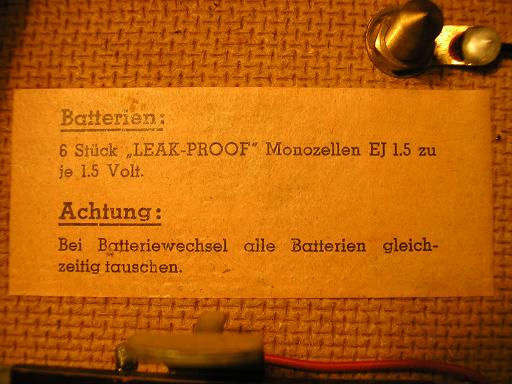 Batterien:
6 Stück „LEAK-PROOF" Monozellen EJ 1.5 zu
je 1.5 Volt.
Achtung:
Bei Batteriewechsel alle Batterien gleich-
zeitig tauschen.